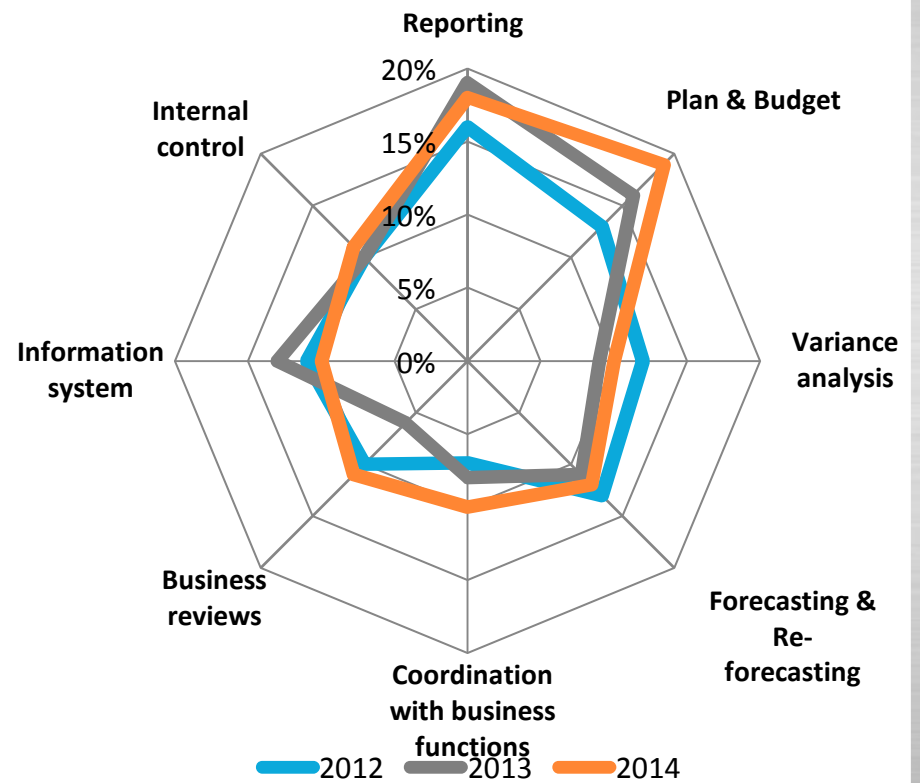 Reporting
20%
Plan & Budget
Internal
control
15%
10%
5%
Information
system
0%
Variance
analysis
Business
reviews
Forecasting &
Re-
forecasting
Coordination
with business
functions
2012
2013
2014